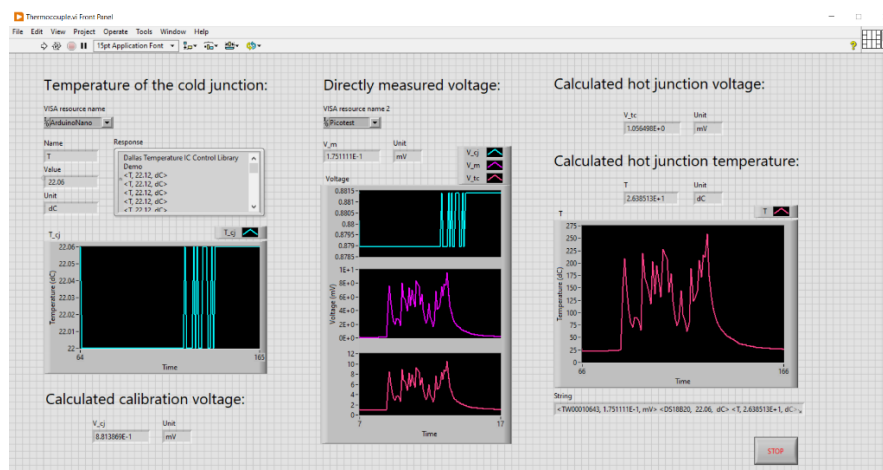 Thermocouple.vi Front Panel
File Edit View Project Operate Tools Window Help
15pt Application Font
Temperature of the cold junction:
VISA resource name
ArduinoNano
Name
T
Value
22.06
Unit
dC
Response
Dallas Temperature IC Control Library
Demo
<T, 22.12, dC>
<T, 22.12, dC>
<T, 22.12, dC>
<T, 22.12, dC>
T_cj
T_cj
22.06
22.05
22.04
22.03
22.02
22.01
22
Temperature (dC)
64
165
Time
Calculated calibration voltage:
V_cj
Unit
8.813869E-1
mV
Directly measured voltage:
VISA resource name 2
Picotest
V_m
Unit
1.751111E-1
mV
V_cj
V_m
V_tc
Voltage
0.8815
0.881
0.8805
0.88
0.8795
0.879
0.8785
1E+1
8E+0
6E+0
4E+0
2E+0
0E+0
Voltage (mV)
12
10
8
6
4
2
0
7
17
Time
Calculated hot junction voltage:
V_tc
Unit
1.056498E+0
mV
Calculated hot junction temperature:
T
Unit
2.638513E+1
dC
T
T
275
250
225
200
175
150
125
100
75
50
25
0
Temperature (dC)
66
166
Time
String
<TW00010643, 1.751111E-1, mV> <DS18B20, 22.06, dC> <T, 2.638513E+1, dC>
STOP